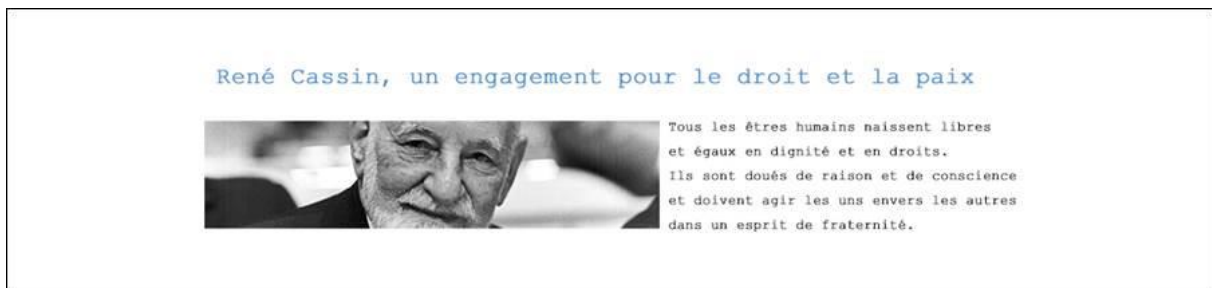 René Cassin, un engagement pour le droit et la paix
Tous les êtres humains naissent libres
et égaux en dignité et en droits.
Ils sont doués de raison et de conscience
et doivent agir les uns envers les autres
dans un esprit de fraternité.